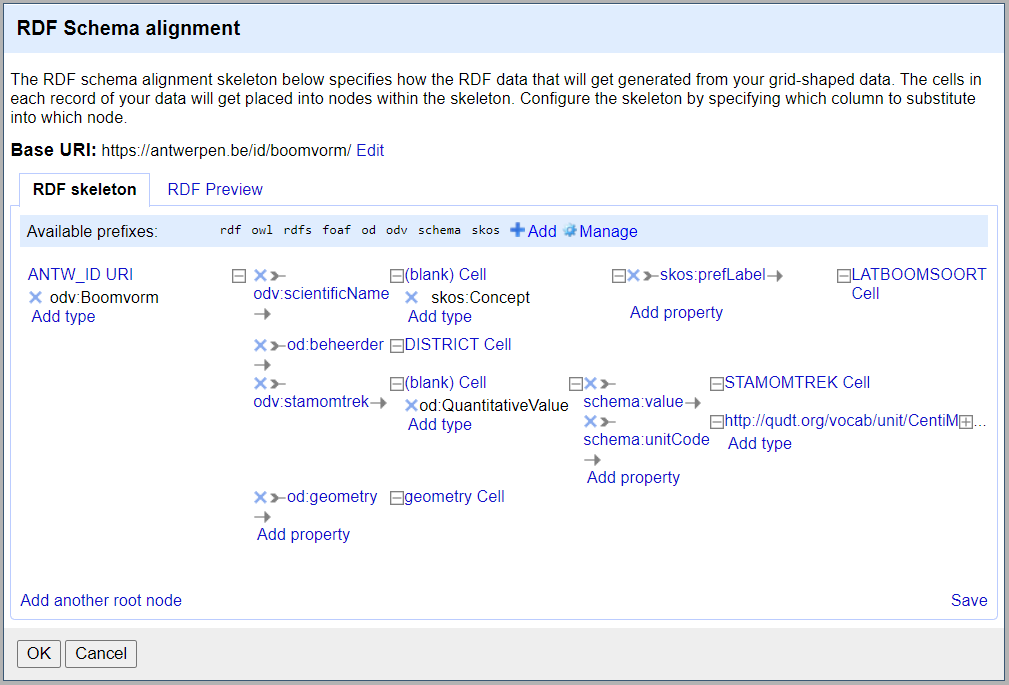 RDF Schema alignment
The RDF schema alignment skeleton below specifies how the RDF data that will get generated from your grid-shaped data. The cells in
each record of your data will get placed into nodes within the skeleton. Configure the skeleton by specifying which column to substitute
into which node.
Base URI: https://antwerpen.be/id/boomvorm/ Edit
RDF skeleton RDF Preview
Available prefixes: rdf owl rdfs foaf od odv schema skos Add Manage
ANTW_ID URI
odv:Boomvorm
Add type
odv:scientificName
(blank) Cell
skos:Concept
Add type
skos:prefLabel
LATBOOMSOORT
Cell
Add property
od:beheerder DISTRICT Cell
odv:stamomtrek
(blank) Cell
od:QuantitativeValue
Add type
schema:value
STAMOMTREK Cell
schema:unitCode
http://qudt.org/vocab/unit/CentiM...
Add type
Add property
od:geometry geometry Cell
Add property
Add another root node Save
OK Cancel